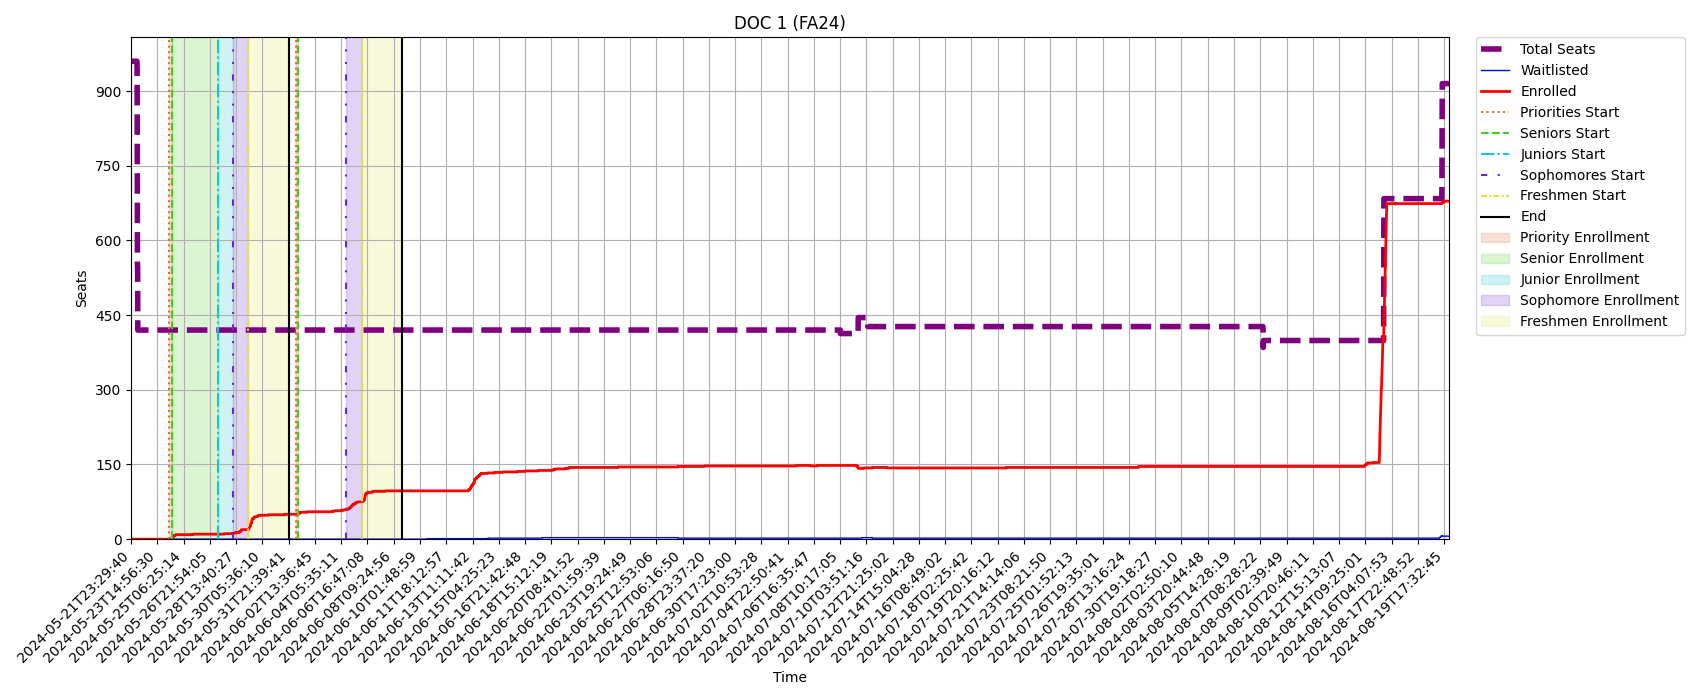 DOC 1 (FA24)
Seats
900
750
600
450
300
150
0
2024-05-21T23:29:40
2024-05-23T14:56:30
2024-05-25T06:25:14
2024-05-26T21:54:05
2024-05-28T13:40:27
2024-05-30T05:36:10
2024-05-31T21:39:41
2024-06-02T13:36:45
2024-06-04T05:35:11
2024-06-06T16:47:08
2024-06-08T09:24:56
2024-06-10T01:48:59
2024-06-11T18:12:57
2024-06-13T11:11:42
2024-06-15T04:25:23
2024-06-16T21:42:48
2024-06-18T15:12:19
2024-06-20T08:41:52
2024-06-22T01:59:39
2024-06-23T19:24:49
2024-06-25T12:53:06
2024-06-27T06:16:50
2024-06-28T23:37:20
2024-06-30T17:23:00
2024-07-02T10:53:28
2024-07-04T22:50:41
2024-07-06T16:35:47
2024-07-08T10:17:05
2024-07-10T03:51:16
2024-07-12T21:25:02
2024-07-14T15:04:28
2024-07-16T08:49:02
2024-07-18T02:25:42
2024-07-19T20:16:12
2024-07-21T14:14:06
2024-07-23T08:21:50
2024-07-25T01:52:13
2024-07-26T19:35:01
2024-07-28T13:16:24
2024-07-30T19:18:27
2024-08-02T02:50:10
2024-08-03T20:44:48
2024-08-05T14:28:19
2024-08-07T08:28:22
2024-08-09T02:39:49
2024-08-10T20:46:11
2024-08-12T15:13:07
2024-08-14T09:25:01
2024-08-16T04:07:53
2024-08-17T22:48:52
2024-08-19T17:32:45
Time
Total Seats
Waitlisted
Enrolled
Priorities Start
Seniors Start
Juniors Start
Sophomores Start
Freshmen Start
End
Priority Enrollment
Senior Enrollment
Junior Enrollment
Sophomore Enrollment
Freshmen Enrollment